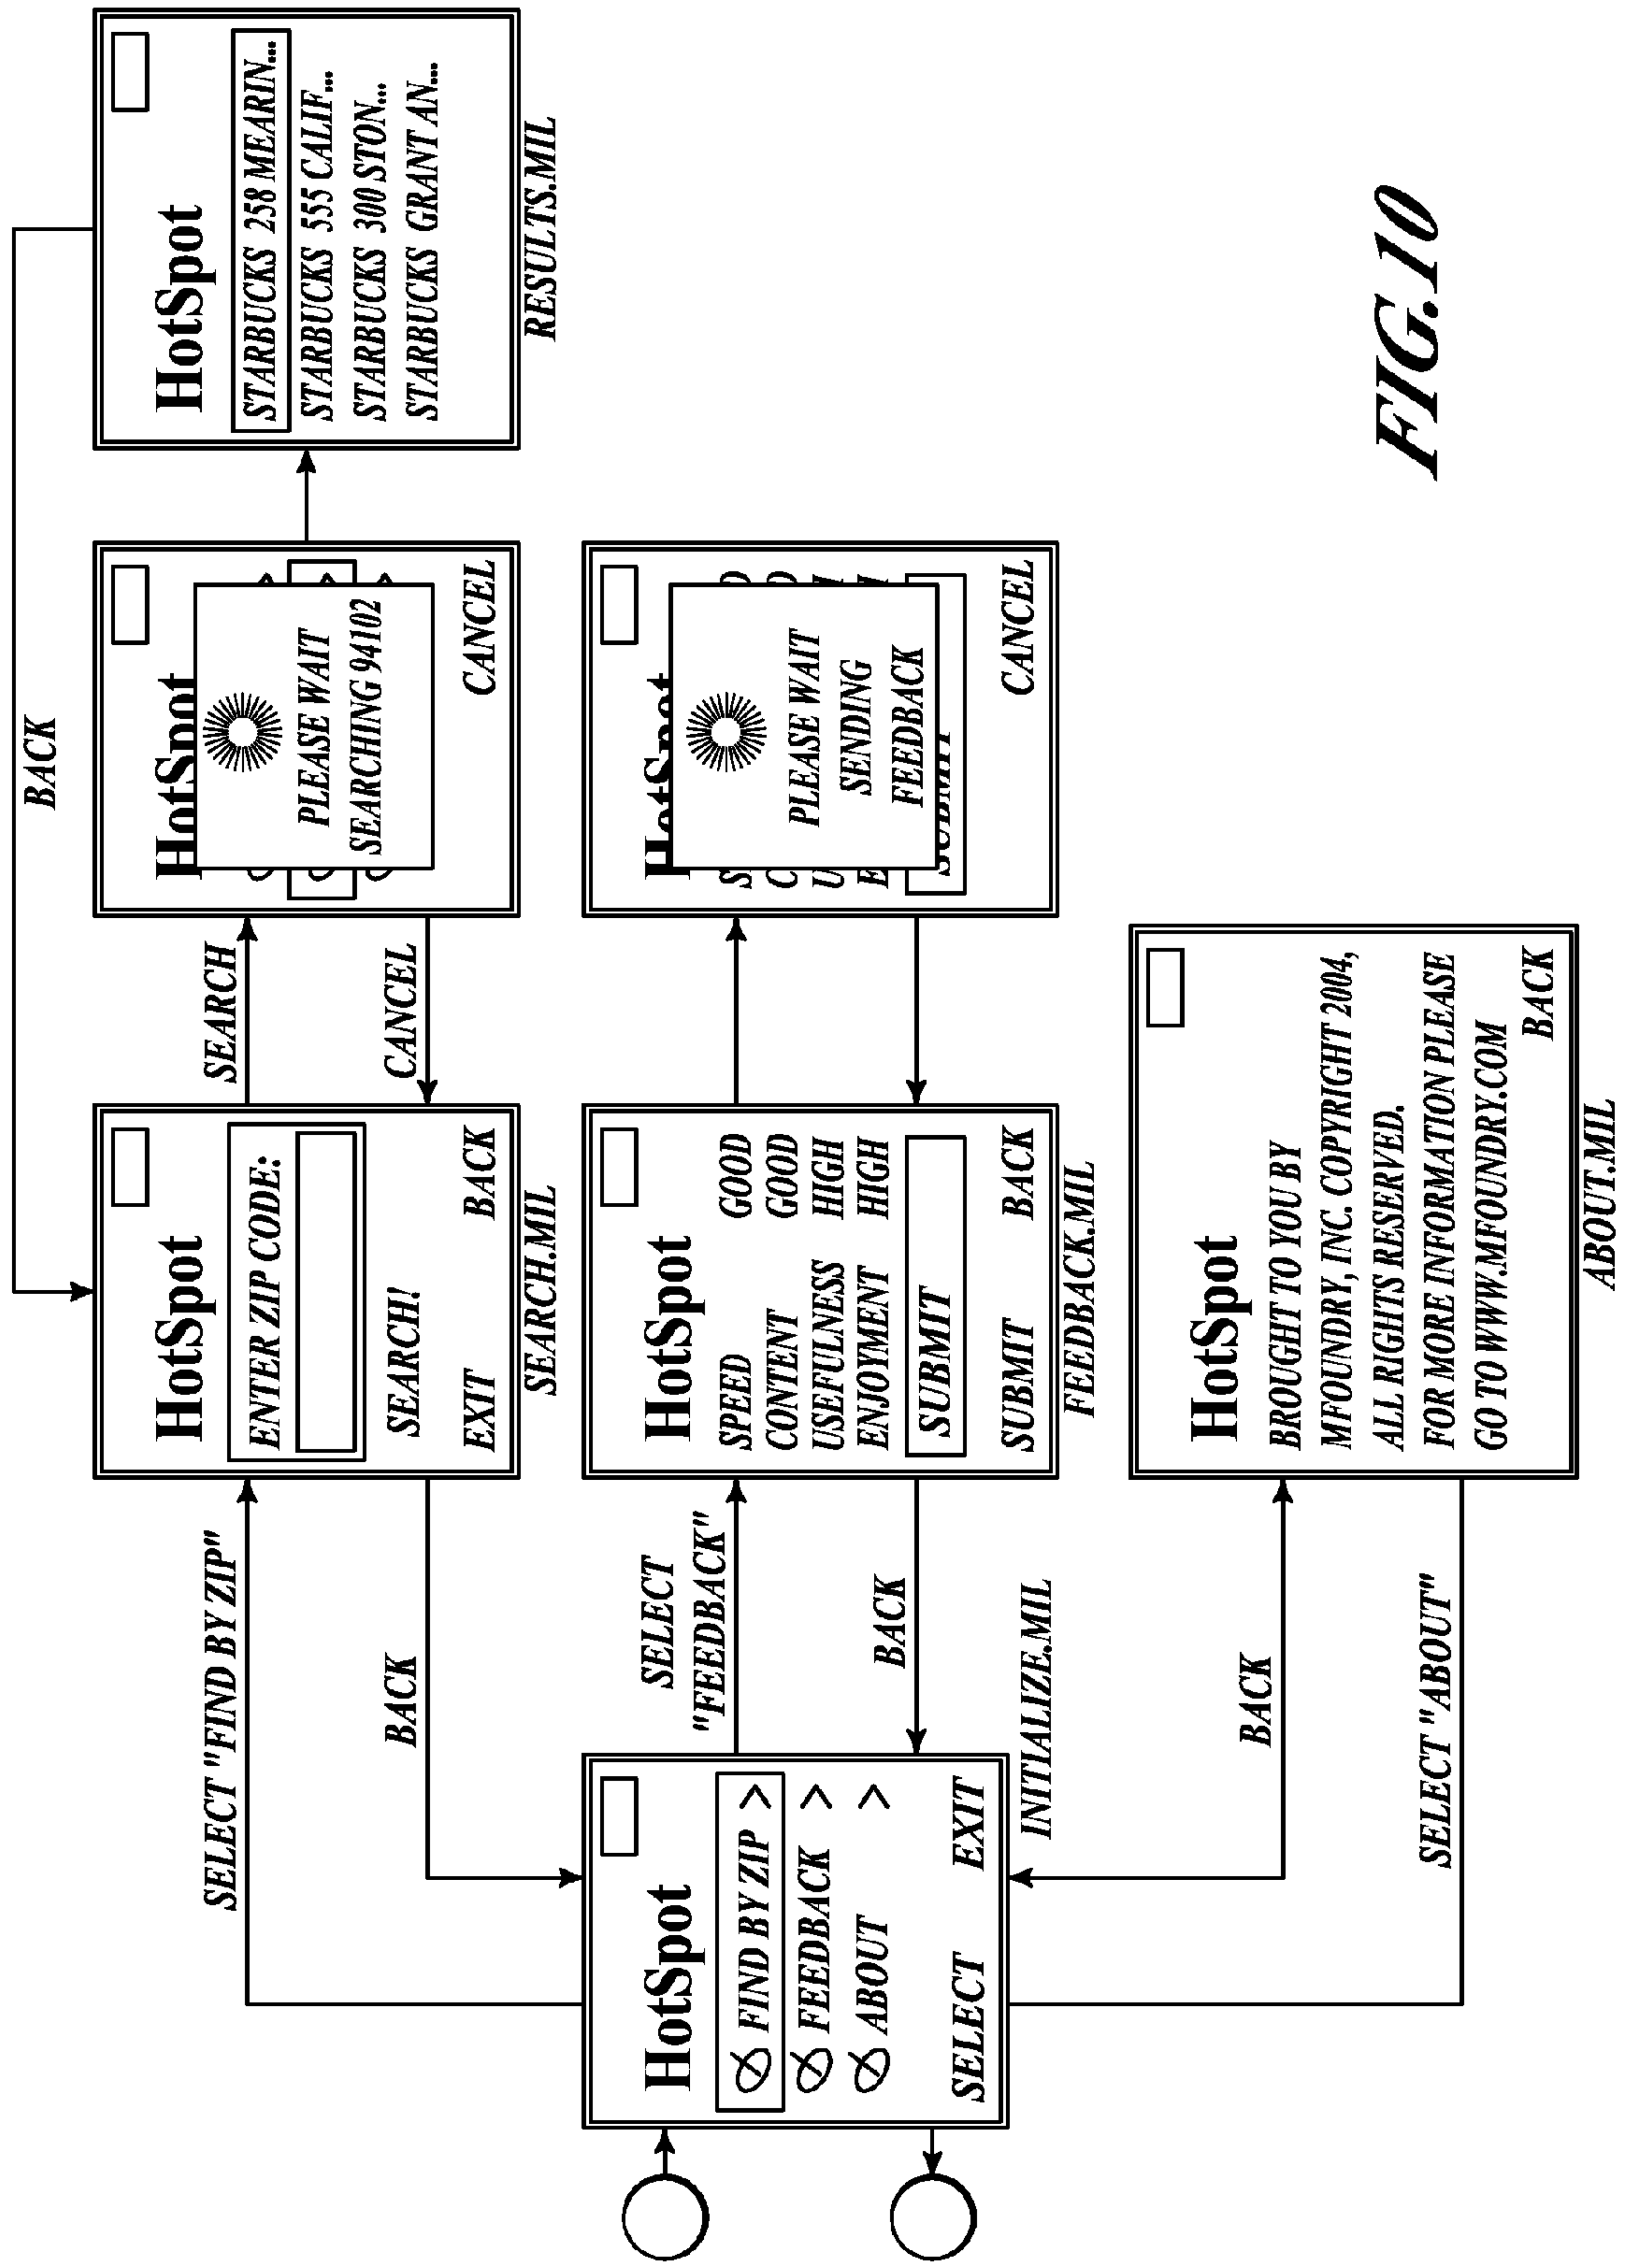 BACK
HotSpot
ENTER ZIP CODE:
SEARCH!
EXIT BACK
SEARCH.MIL
SEARCH
CANCEL
HotSpot
PLEASE WAIT
SEARCHING 94102
CANCEL
HotSpot
STARBUCKS 258 MEARIN...
STARBUCKS 555 CALIF...
STARBUCKS 300 STON...
STARBUCKS GRANT AN...
RESULTS.MIL
SELECT "FIND BY ZIP"
BACK
HotSpot
FIND BY ZIP >
FEEDBACK >
ABOUT >
SELECT EXIT
INITIALIZE.MIL
SELECT
"FEEDBACK"
BACK
HotSpot
SPEED GOOD
CONTENT GOOD
USEFULNESS HIGH
ENJOYMENT HIGH
SUBMIT
SUBMIT BACK
FEEDBACK.MIL
HotSpot
PLEASE WAIT
SENDING
FEEDBACK
SUBMIT
CANCEL
BACK
SELECT "ABOUT"
HotSpot
BROUGHT TO YOU BY
MFOUNDRY, INC. COPYRIGHT 2004,
ALL RIGHTS RESERVED.
FOR MORE INFORMATION PLEASE
GO TO WWW.MFOUNDRY.COM
BACK
ABOUT.MIL
FIG.10